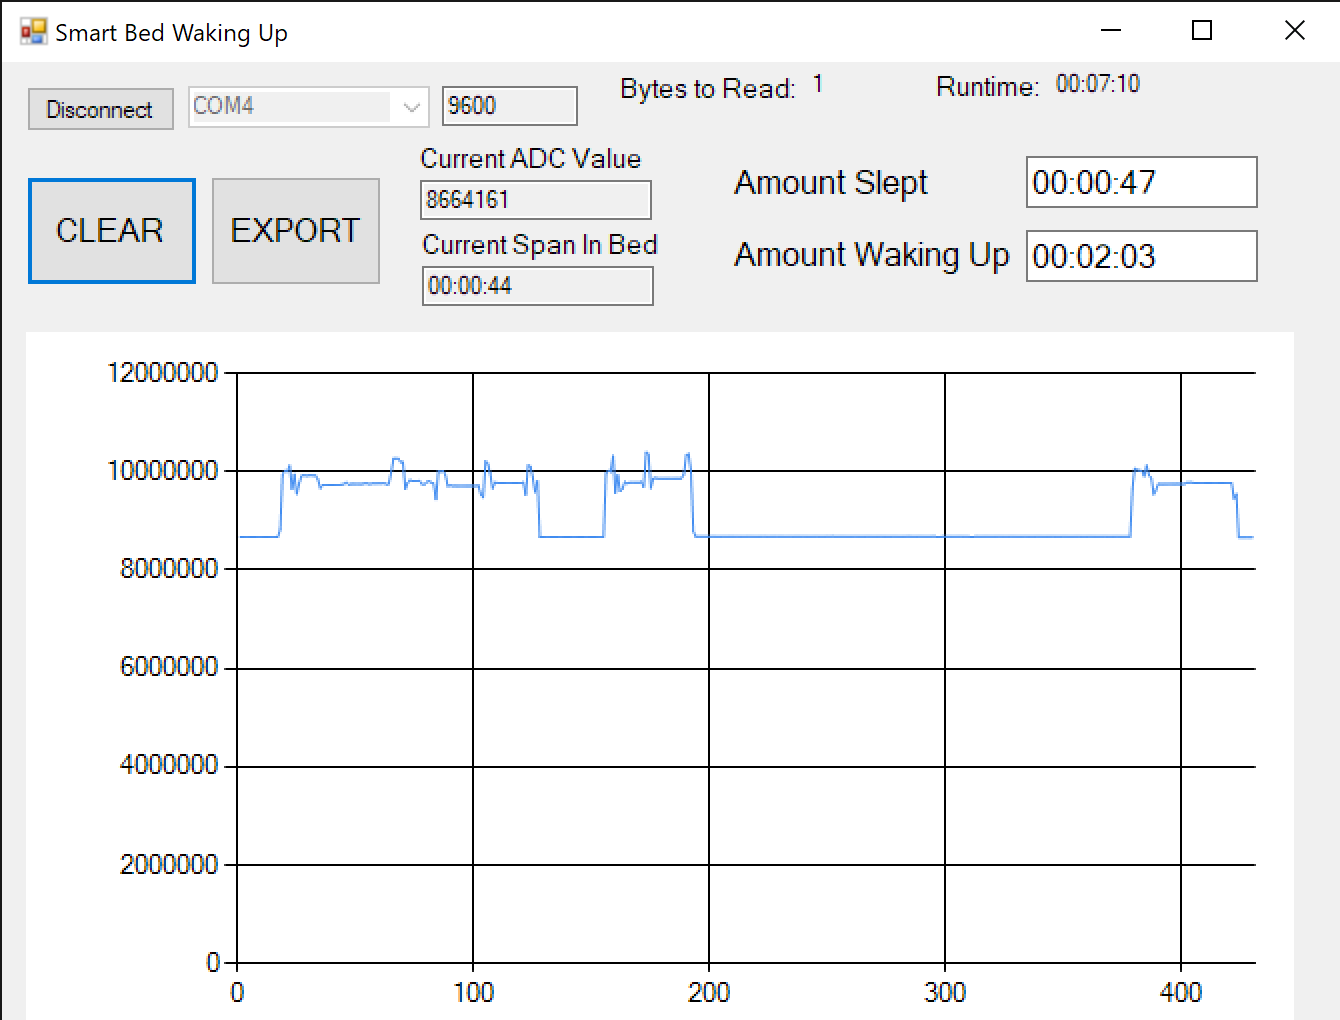 Smart Bed Waking Up
Disconnect COM4 9600 Bytes to Read: 1 Runtime: 00:07:10
Current ADC Value
8664161
Current Span In Bed
00:00:44
CLEAR EXPORT
Amount Slept 00:00:47
Amount Waking Up 00:02:03
12000000
10000000
8000000
6000000
4000000
2000000
0
0 100 200 300 400